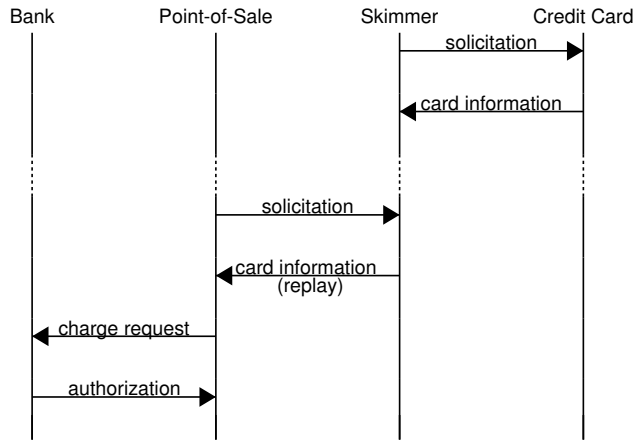 Bank Point-of-Sale Skimmer Credit Card
solicitation
card information
solicitation
card information
(replay)
charge request
authorization